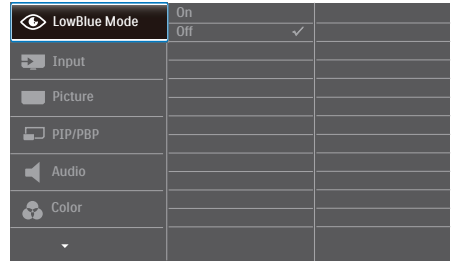 LowBlue Mode
On
Off
Input
Picture
PIP/PBP
Audio
Color